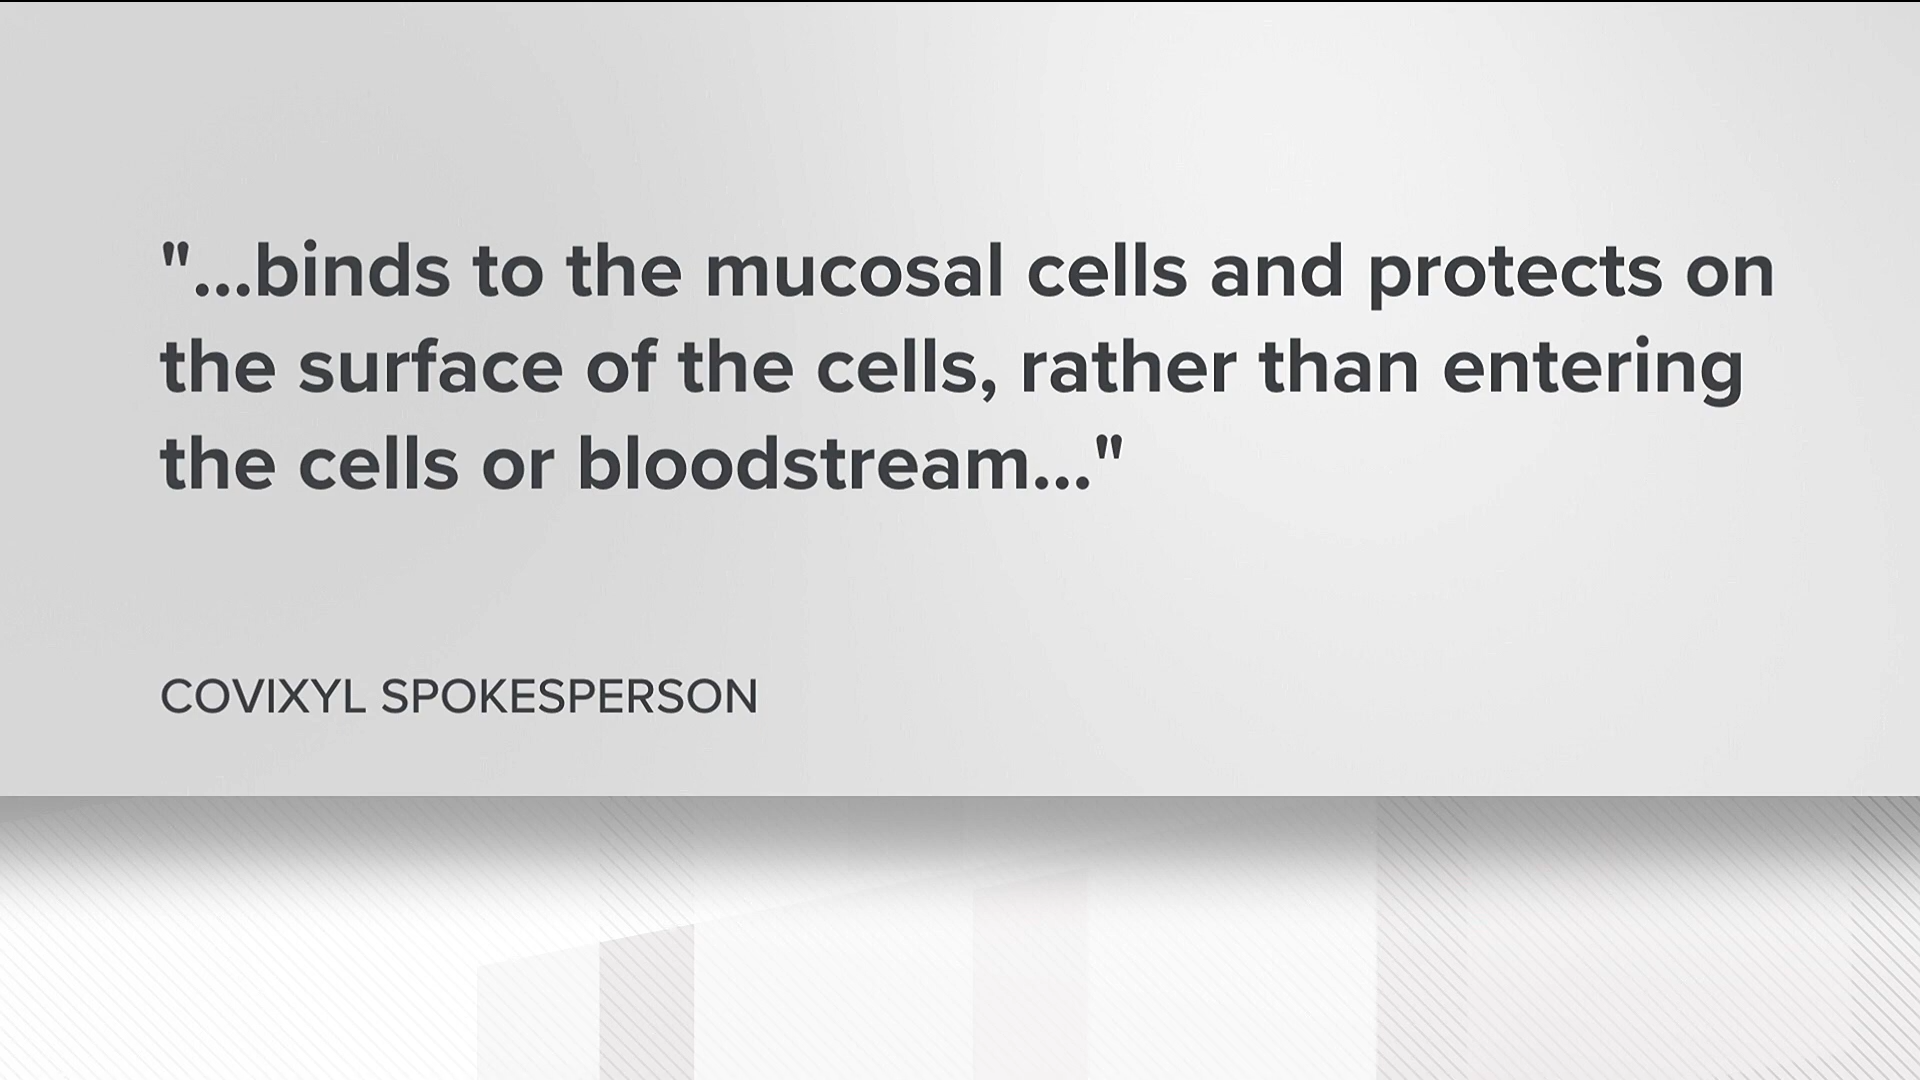 "...binds to the mucosal cells and protects on
the surface of the cells, rather than entering
the cells or bloodstream..."
COVIXYL SPOKESPERSON